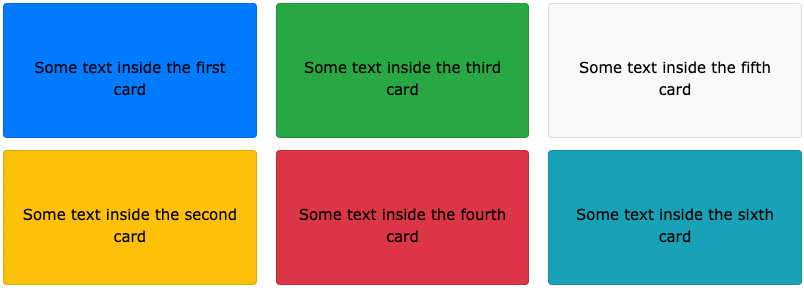 Some text inside the first
card
Some text inside the third
card
Some text inside the fifth
card
Some text inside the second
card
Some text inside the fourth
card
Some text inside the sixth
card